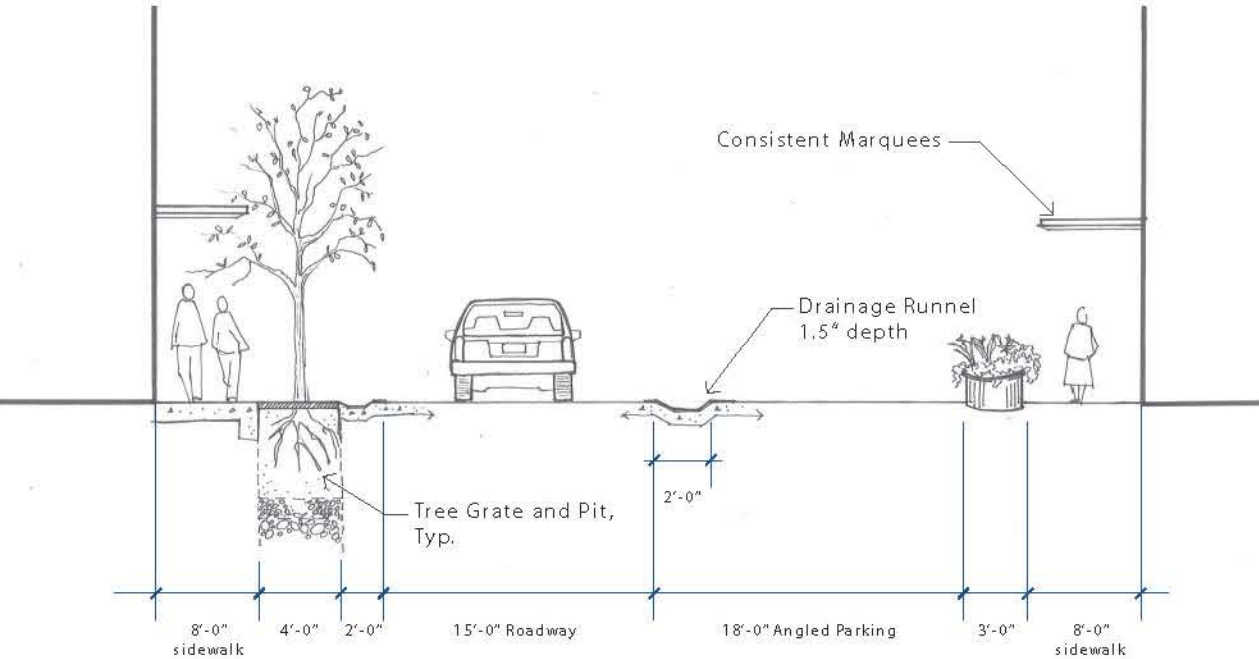 Consistent Marquees
Drainage Runnel
1.5" depth
2'-0"
Tree Grate and Pit,
Typ.
8'-0"
sidewalk
4'-0"
2'-0"
15'-0" Roadway
18'-0" Angled Parking
3'-0"
8'-0"
sidewalk